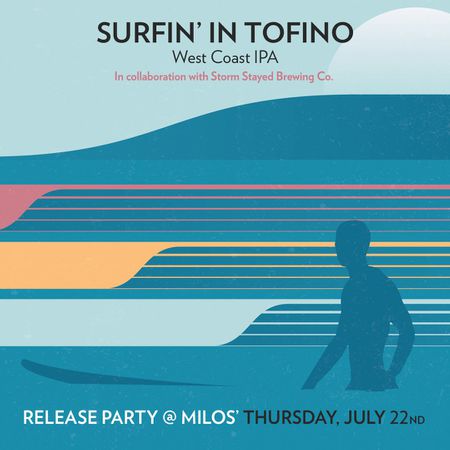 SURFIN' IN TOFINO
West Coast IPA
In collaboration with Storm Stayed Brewing Co.
RELEASE PARTY @ MILOS' THURSDAY, JULY 22ND